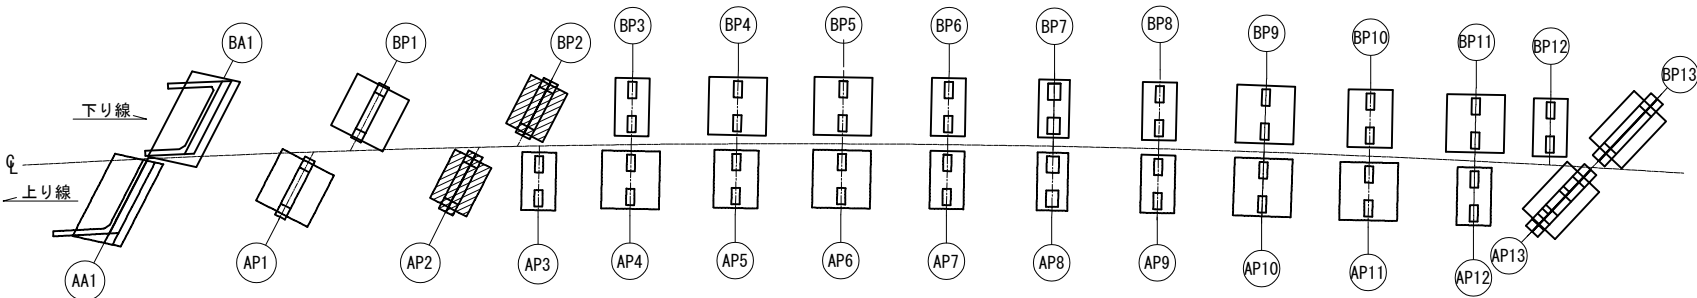 BA1
BP1
BP2
BP3
BP4
BP5
BP6
BP7
BP8
BP9
BP10
BP11
BP12
BP13
下り線
℄
上り線
AA1
AP1
AP2
AP3
AP4
AP5
AP6
AP7
AP8
AP9
AP10
AP11
AP12
AP13